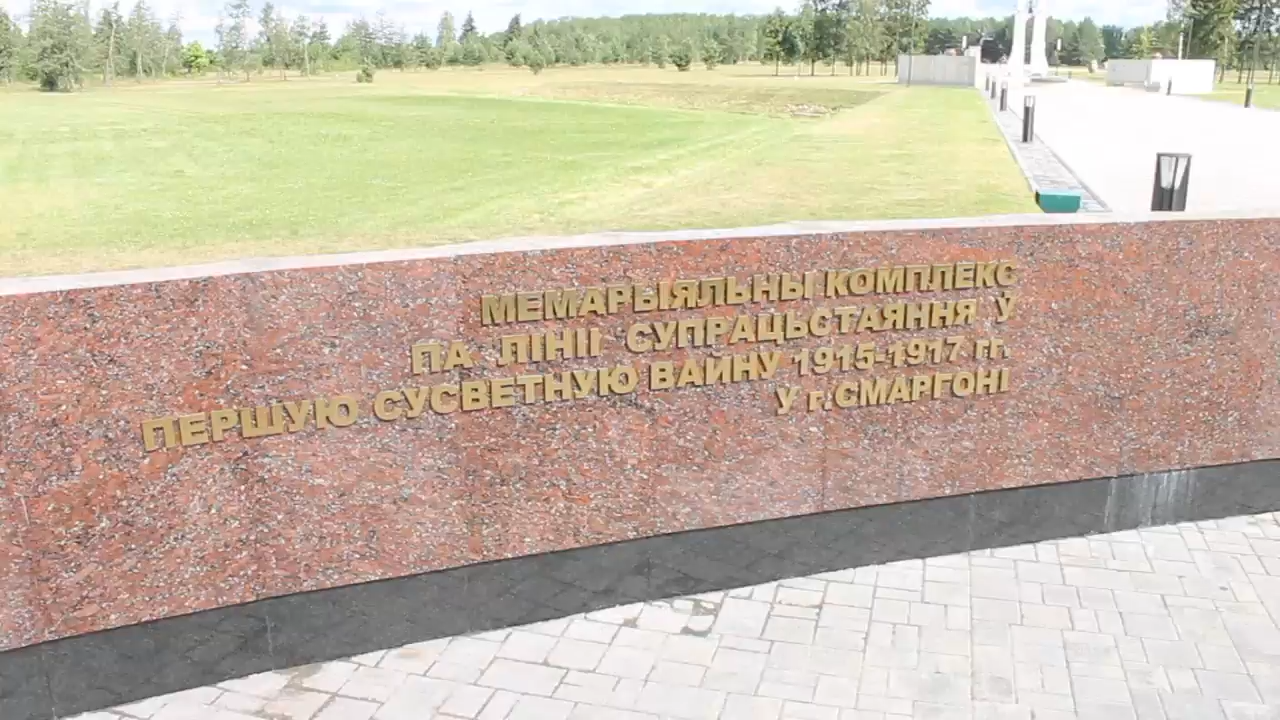 МЕМАРЫЯЛЬНЫ КОМПЛЕКС
ПА ЛІНІІ СУПРАЦЬСТАЯННЯ Ў
ПЕРШУЮ СУСВЕТНУЮ ВАЙНУ 1915-1917 гг.
У г.СМАРГОНІ